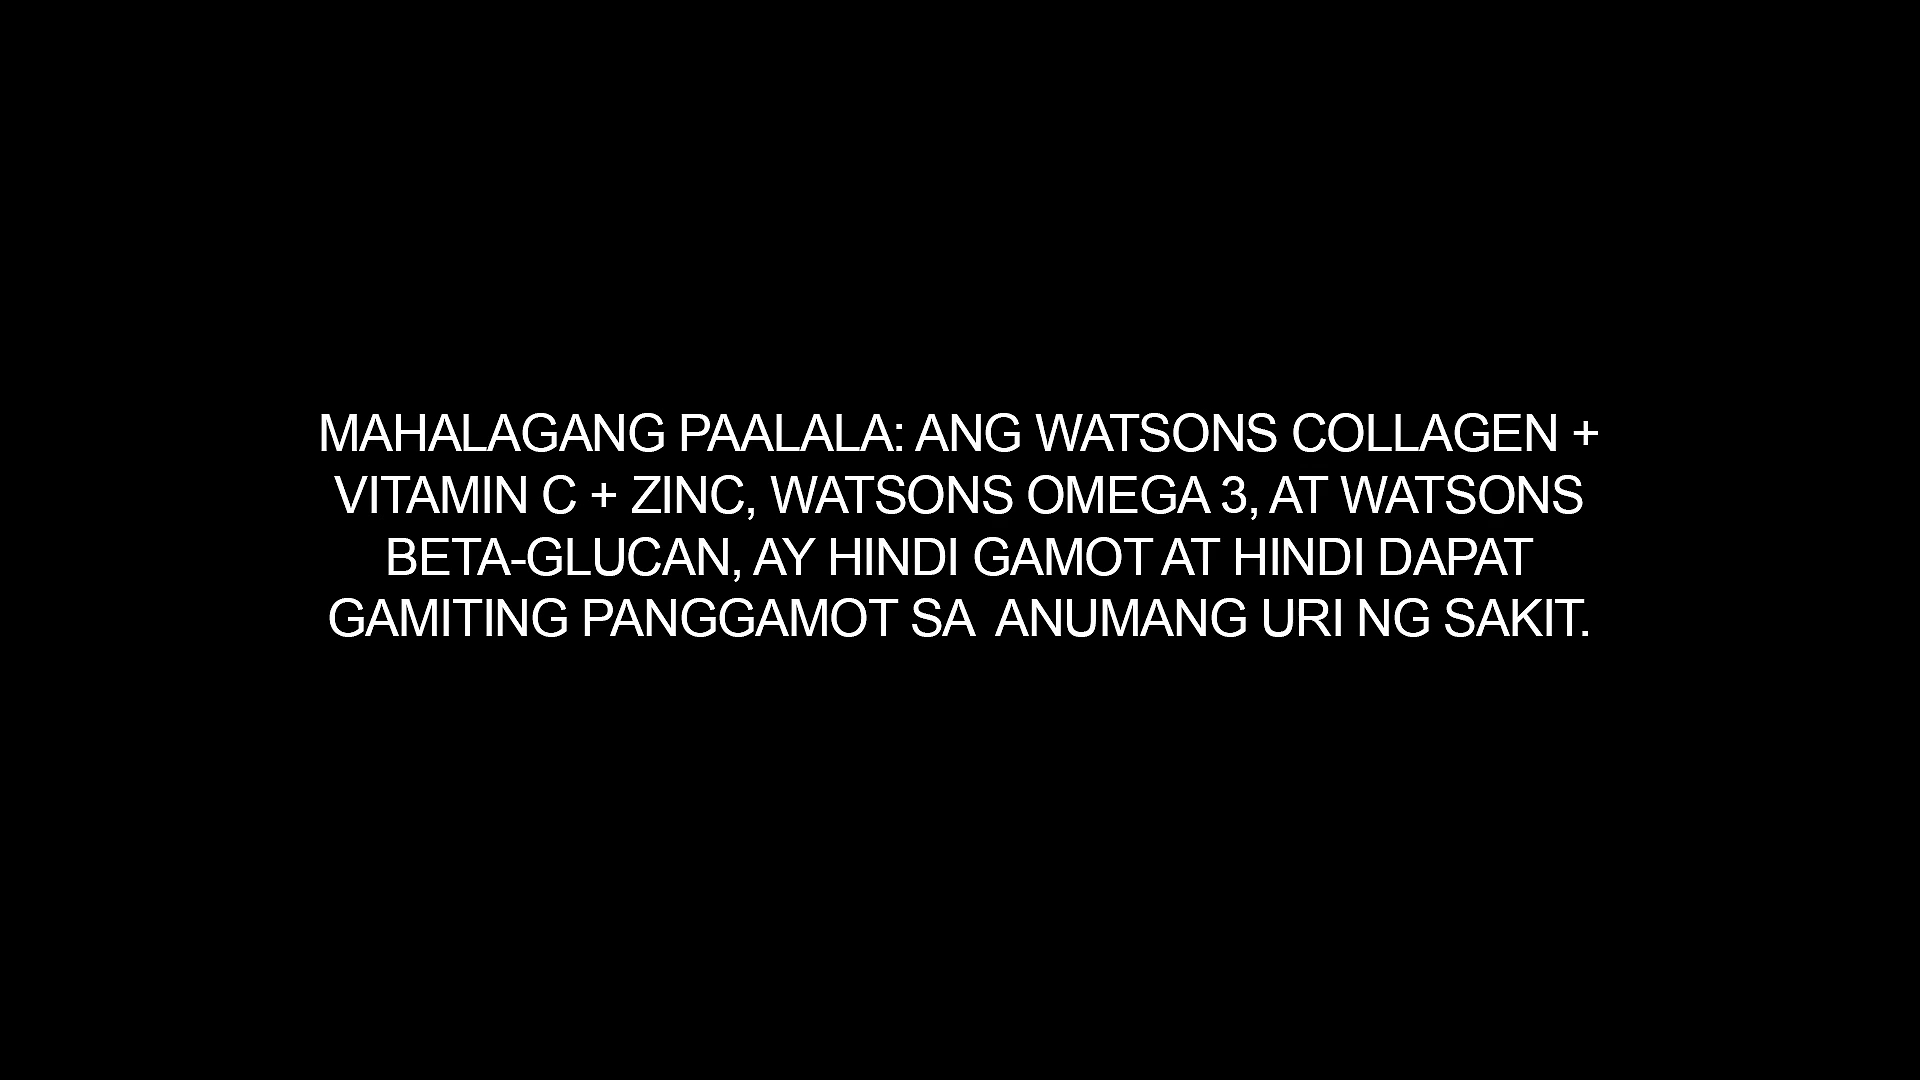 MAHALAGANG PAALALA: ANG WATSONS COLLAGEN +
VITAMIN C + ZINC, WATSONS OMEGA 3, AT WATSONS
BETA-GLUCAN, AY HINDI GAMOT AT HINDI DAPAT
GAMITING PANGGAMOT SA  ANUMANG URI NG SAKIT.